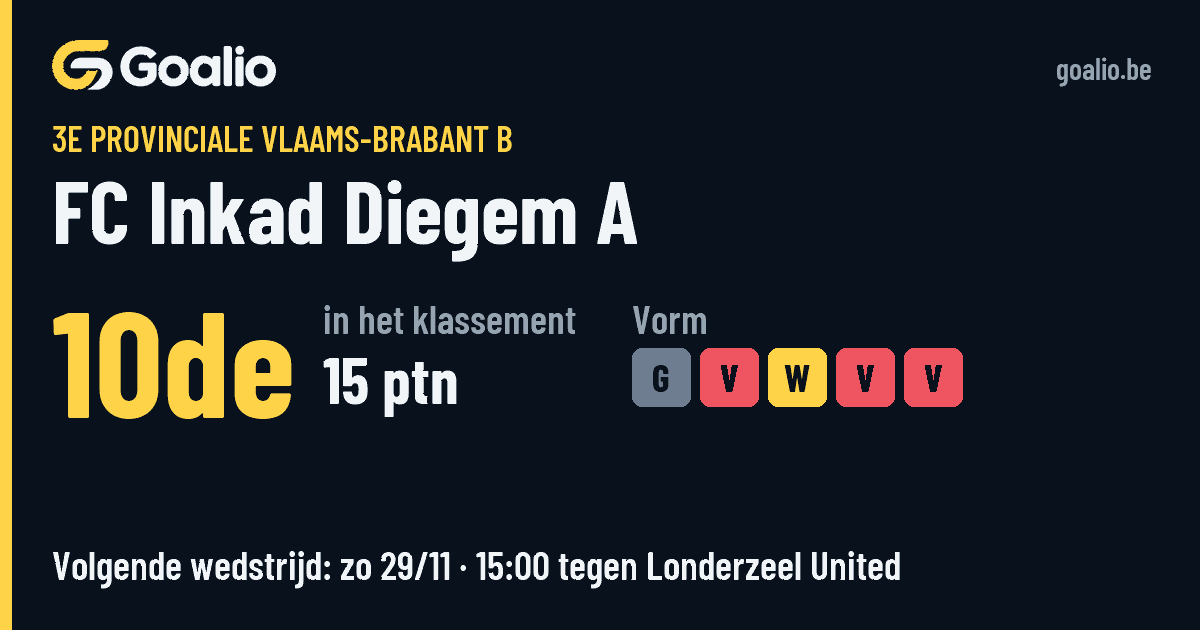 Goalio
goalio.be
3E PROVINCIALE VLAAMS-BRABANT B
FC Inkad Diegem A
10de
in het klassement
15 ptn
Vorm
G V W V V
Volgende wedstrijd: zo 29/11 · 15:00 tegen Londerzeel United